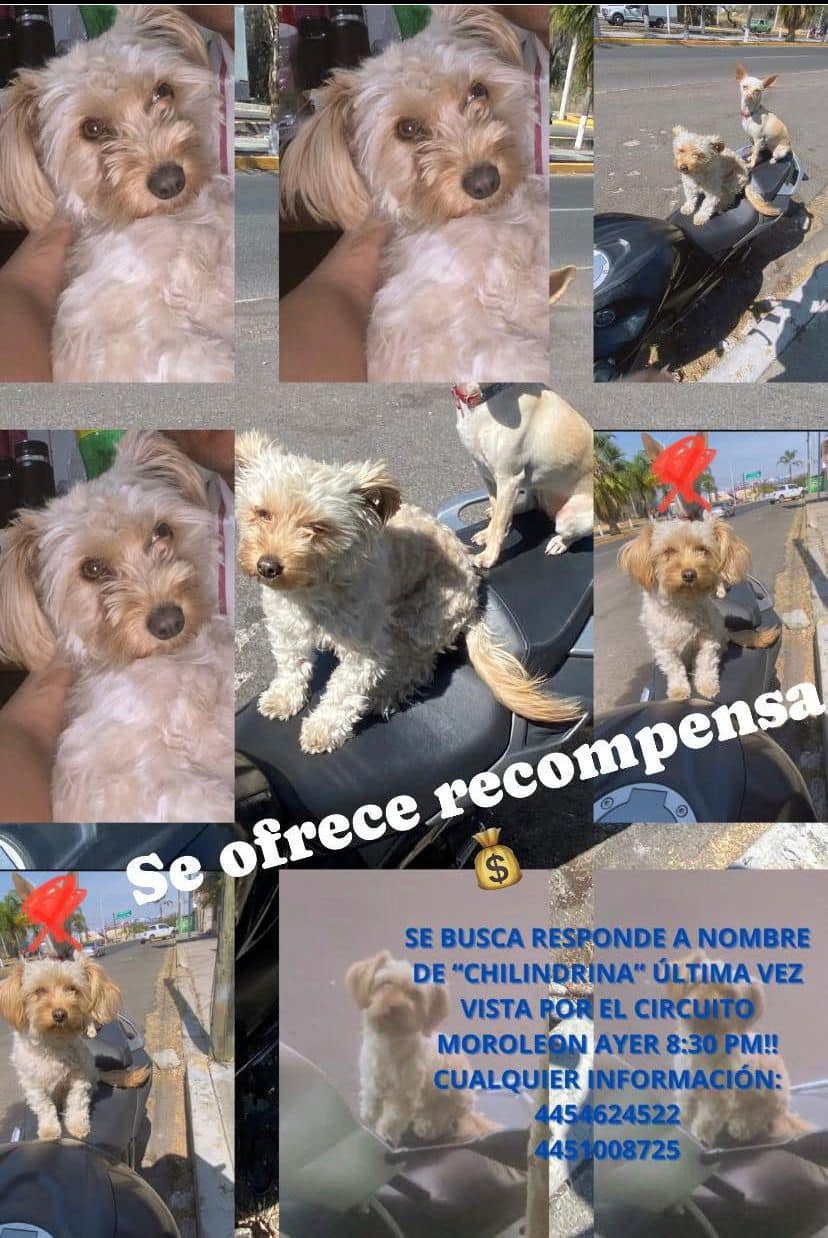 Se ofrece recompensa
$
SE BUSCA RESPONDE A NOMBRE
DE “CHILINDRINA” ÚLTIMA VEZ
VISTA POR EL CIRCUITO
MOROLEON AYER 8:30 PM!!
CUALQUIER INFORMACIÓN:
4454624522
4451008725